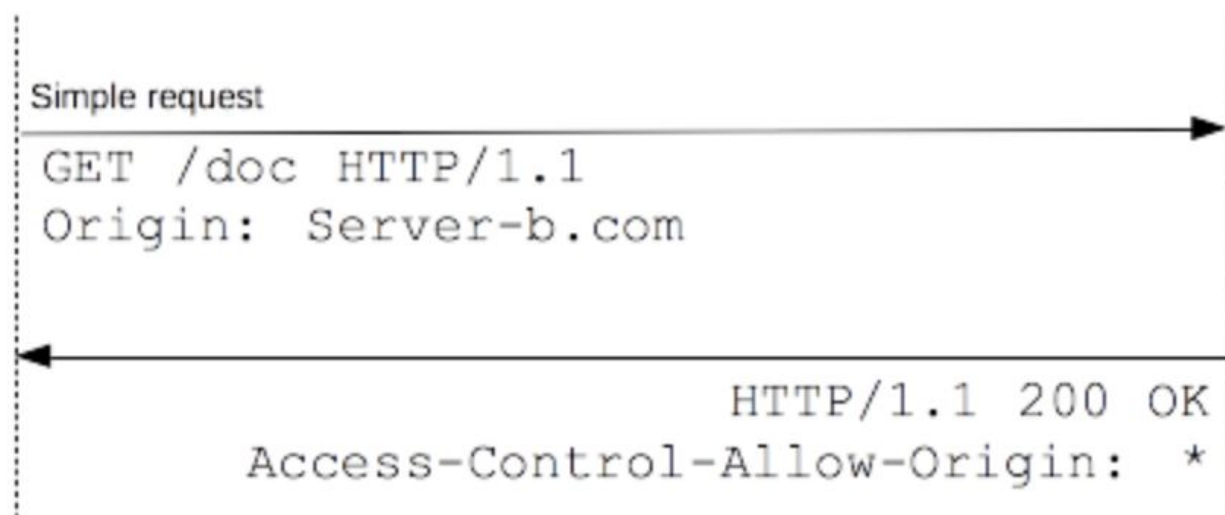 Simple request
GET /doc HTTP/1.1
Origin: Server-b.com
HTTP/1.1 200 OK
Access-Control-Allow-Origin: *